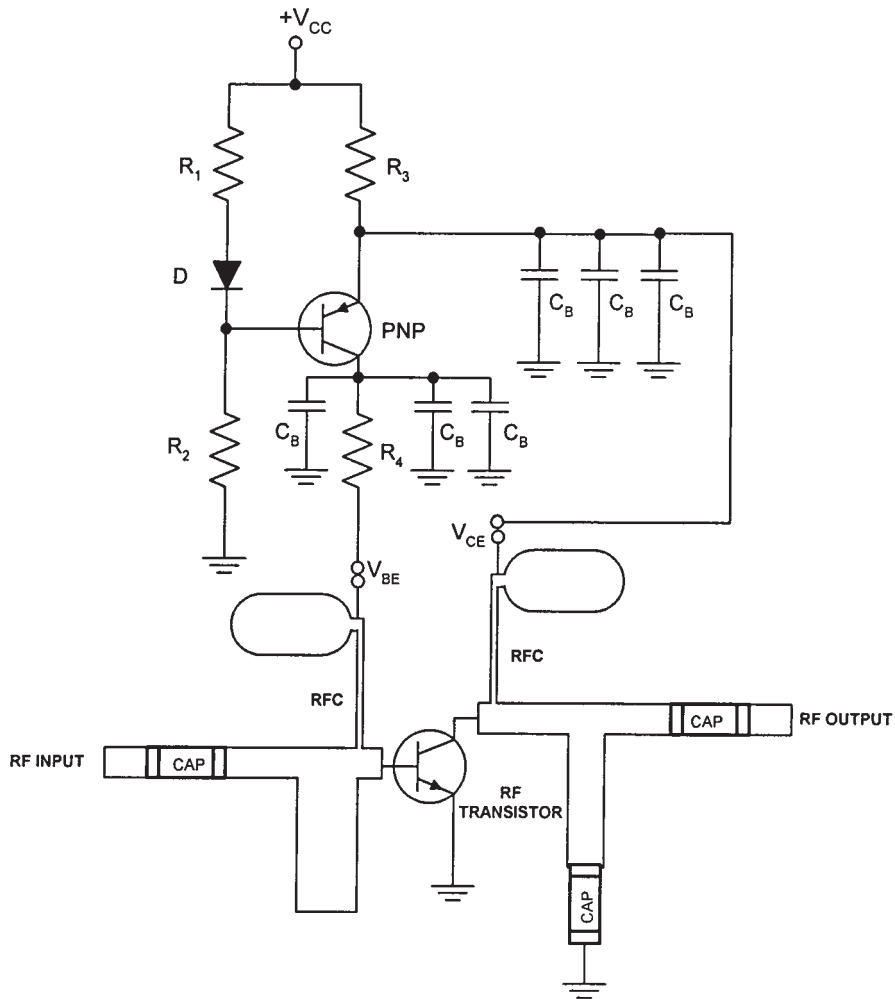 +VCC
R1
R3
D
PNP
CB
CB
CB
CB
CB
CB
R2
R4
VCE
VBE
RFC
RFC
RF INPUT
CAP
CAP
RF OUTPUT
RF
TRANSISTOR
CAP